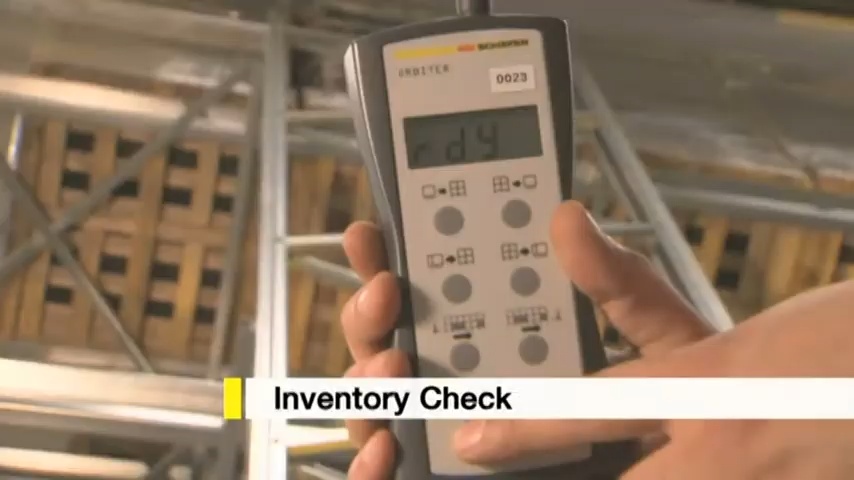 SCHÄFER
ORBITER
0023
rdy
Inventory Check